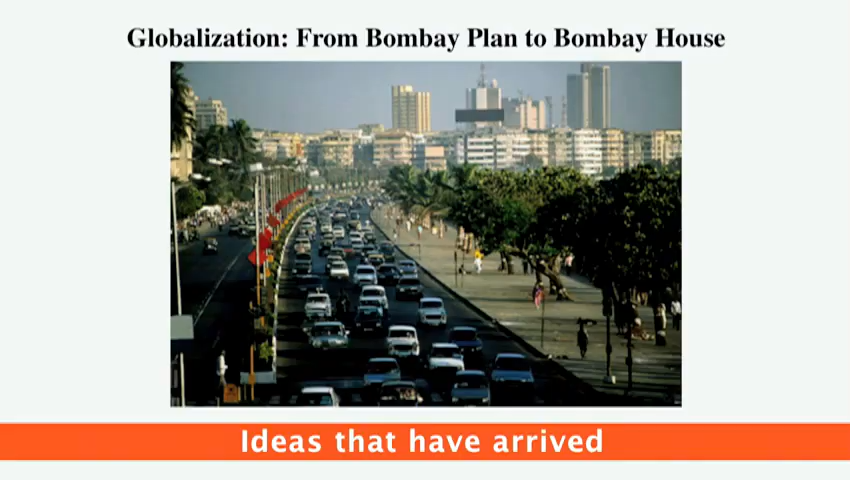 Globalization: From Bombay Plan to Bombay House
Ideas that have arrived